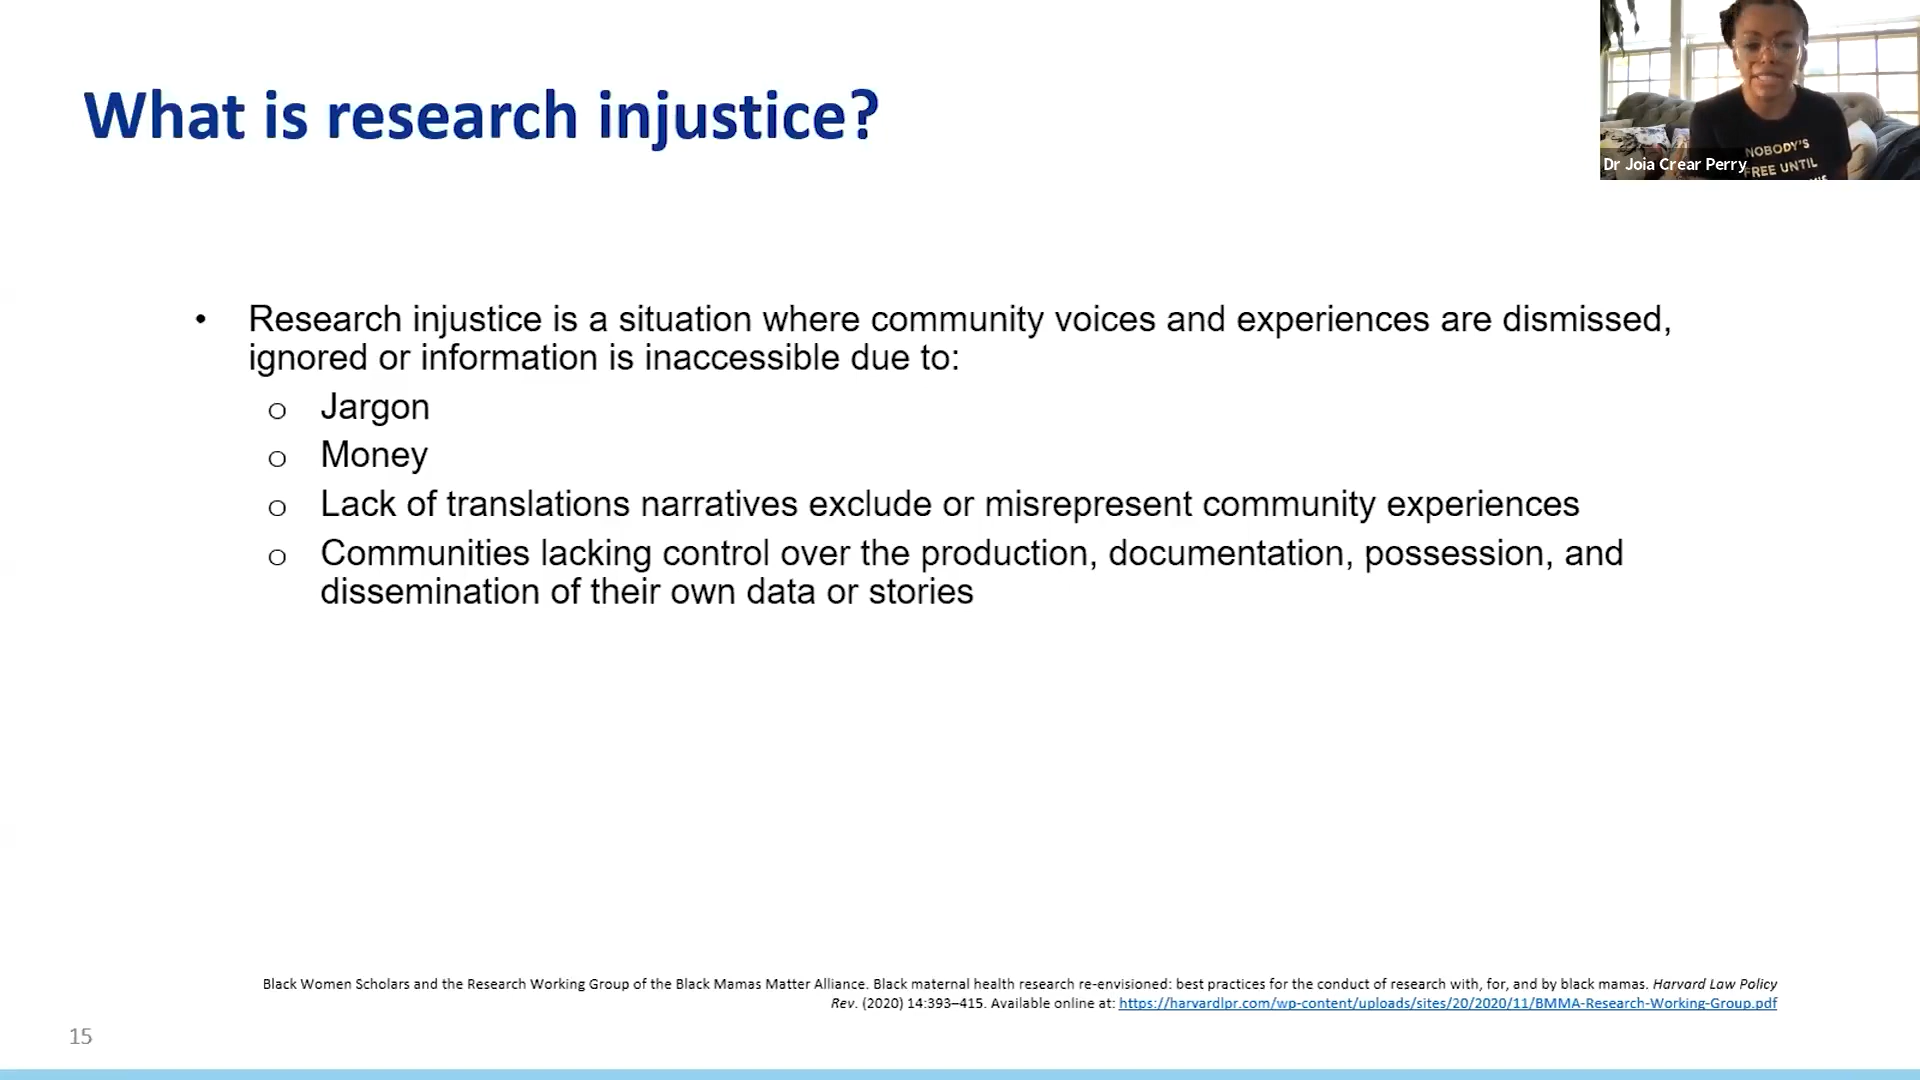 What is research injustice?
Dr Joia Crear Perry
NOBODY'S
FREE UNTIL
• Research injustice is a situation where community voices and experiences are dismissed,
ignored or information is inaccessible due to:
o Jargon
o Money
o Lack of translations narratives exclude or misrepresent community experiences
o Communities lacking control over the production, documentation, possession, and
dissemination of their own data or stories
Black Women Scholars and the Research Working Group of the Black Mamas Matter Alliance. Black maternal health research re-envisioned: best practices for the conduct of research with, for, and by black mamas. Harvard Law Policy
Rev. (2020) 14:393–415. Available online at: https://harvardlpr.com/wp-content/uploads/sites/20/2020/11/BMMA-Research-Working-Group.pdf
15